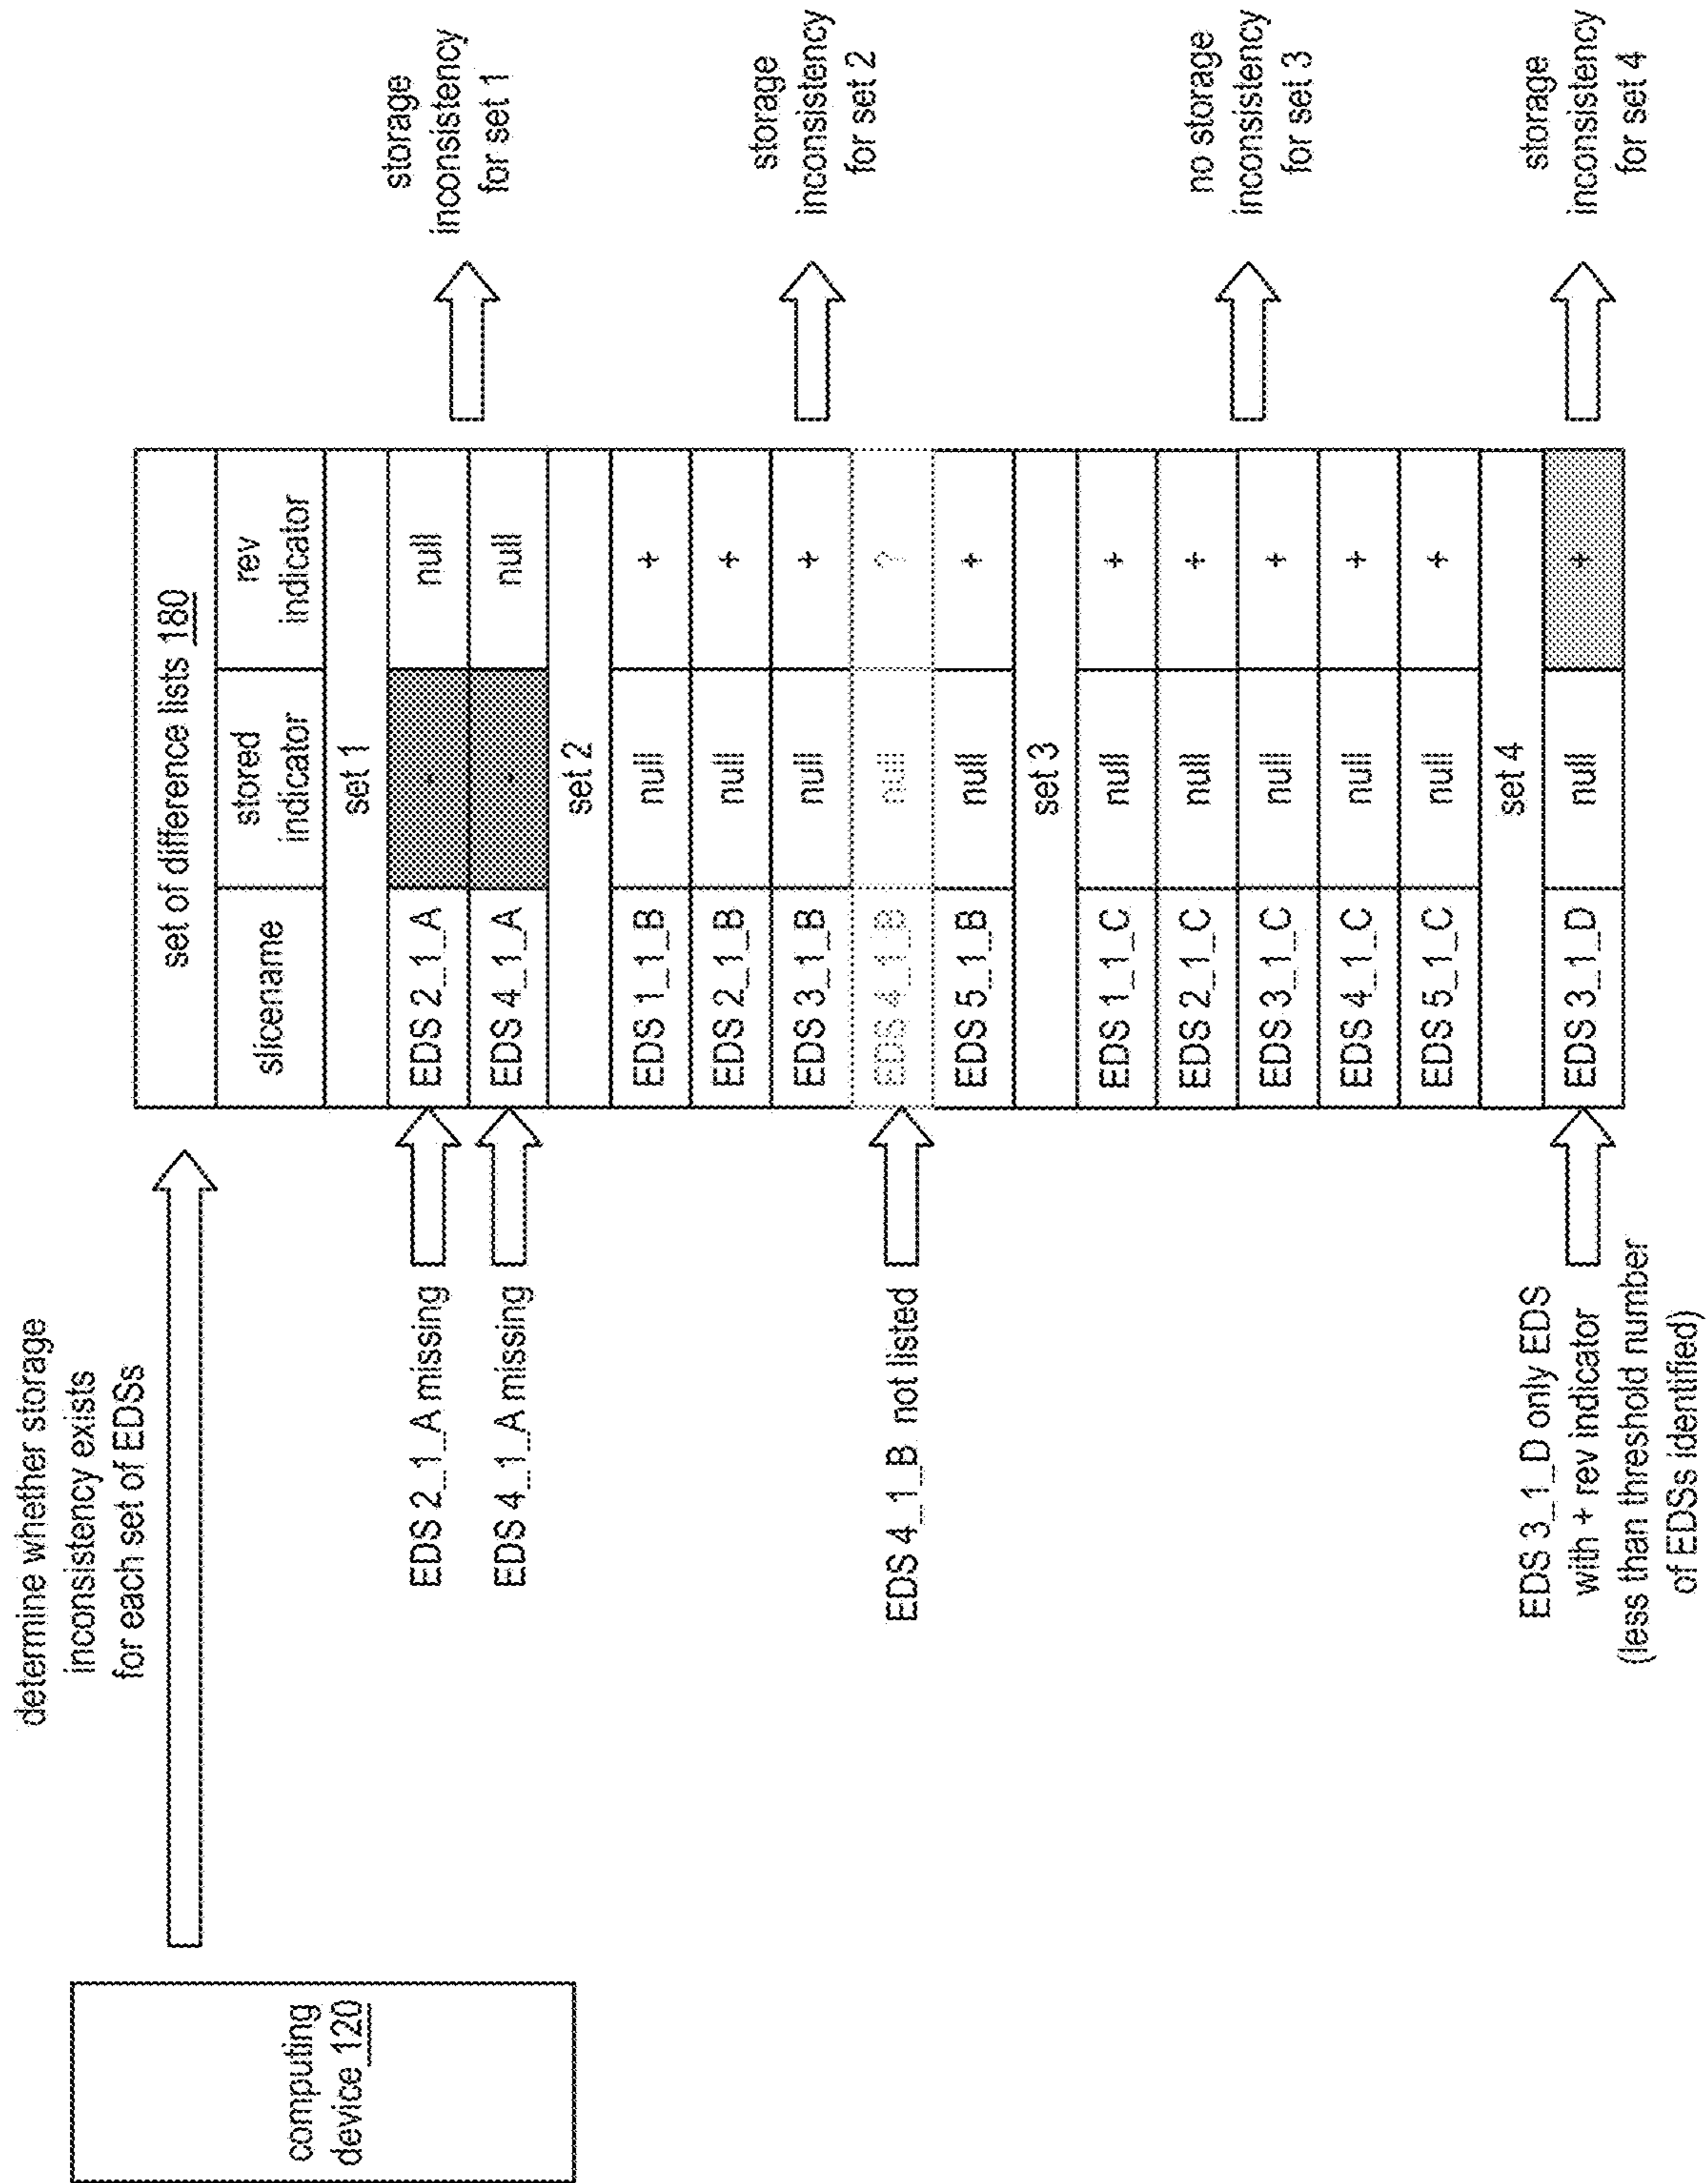 determine whether storage
inconsistency exists
for each set of EDSs
computing
device 120
set of difference lists 180
slicename
stored
indicator
rev
indicator
set 1
EDS 2_1_A missing
EDS 2_1_A
-
null
EDS 4_1_A missing
EDS 4_1_A
-
null
storage
inconsistency
for set 1
set 2
EDS 1_1_B
null
+
EDS 2_1_B
null
+
EDS 3_1_B
null
+
EDS 4_1_B not listed
EDS 4_1_B
null
?
EDS 5_1_B
null
+
storage
inconsistency
for set 2
set 3
EDS 1_1_C
null
+
EDS 2_1_C
null
+
EDS 3_1_C
null
+
EDS 4_1_C
null
+
EDS 5_1_C
null
+
no storage
inconsistency
for set 3
set 4
EDS 3_1_D only EDS
with + rev indicator
(less than threshold number
of EDSs identified)
EDS 3_1_D
null
+
storage
inconsistency
for set 4